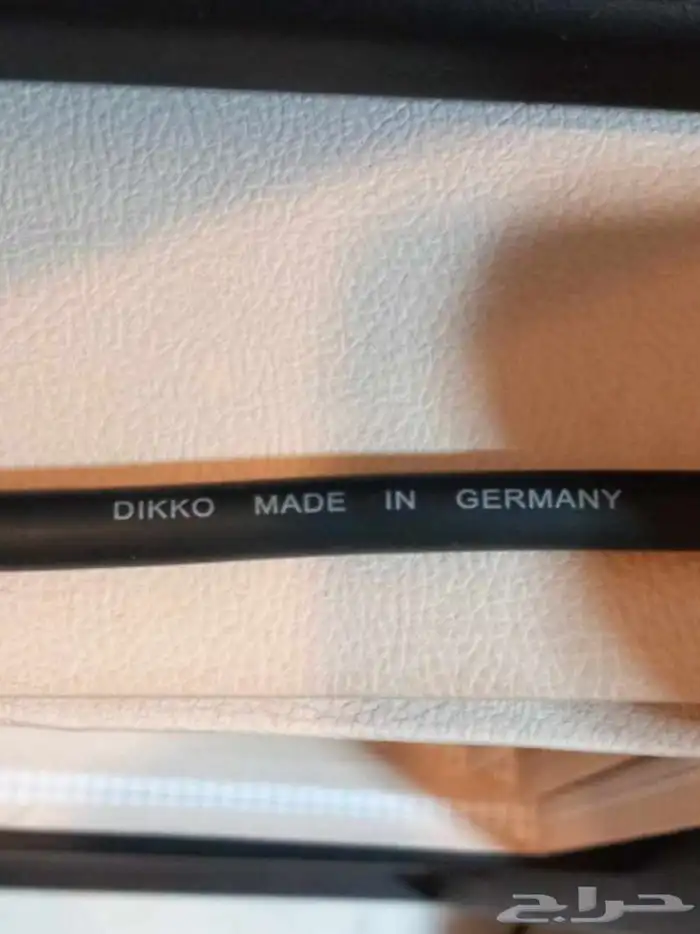 DIKKO MADE IN GERMANY
حراج